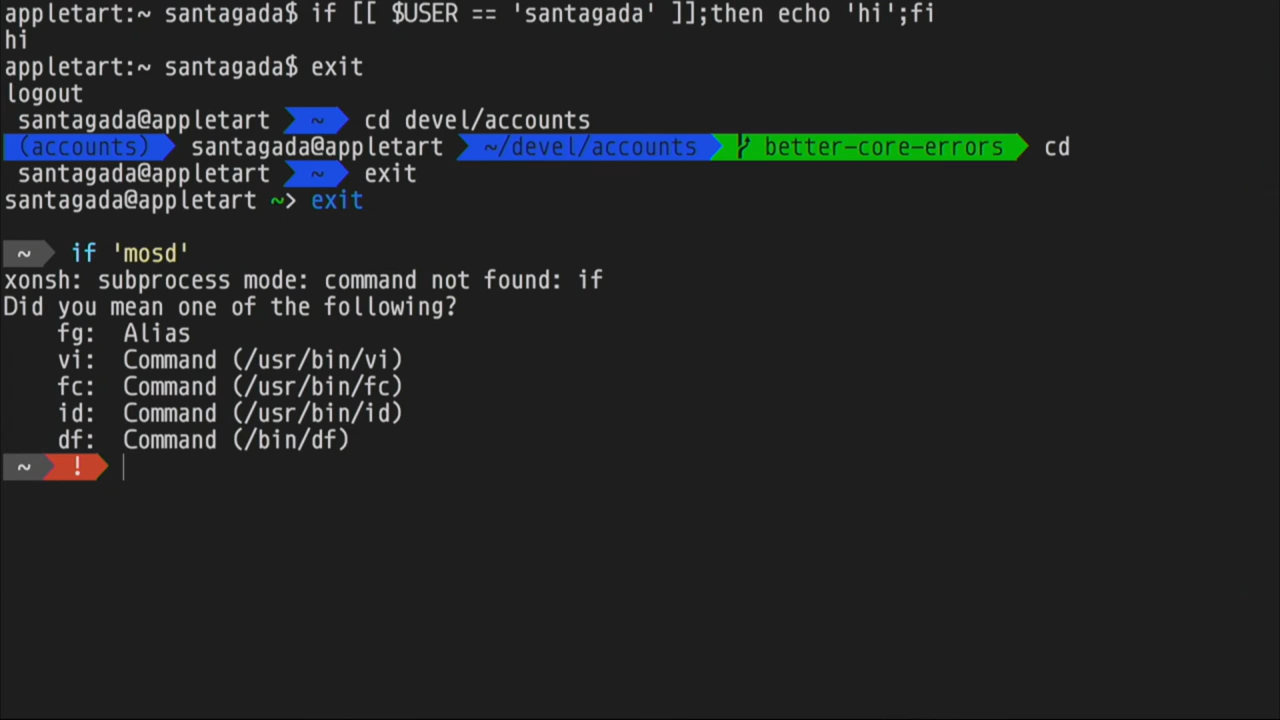 appletart:~ santagada$ if [[ $USER == 'santagada' ]];then echo 'hi';fi
hi
appletart:~ santagada$ exit
logout
santagada@appletart ~ cd devel/accounts
(accounts) santagada@appletart ~/devel/accounts better-core-errors cd
santagada@appletart ~ exit
santagada@appletart ~> exit
~ if 'mosd'
xonsh: subprocess mode: command not found: if
Did you mean one of the following?
fg: Alias
vi: Command (/usr/bin/vi)
fc: Command (/usr/bin/fc)
id: Command (/usr/bin/id)
df: Command (/bin/df)
~ !